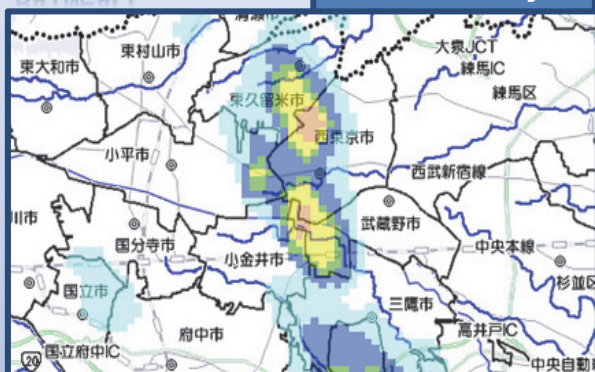 清瀬市
東村山市
大泉JCT
東大和市
練馬IC
練馬区
東久留米市
西東京市
小平市
西武新宿線
川市
国分寺市
武蔵野市
小金井市
中央本線
杉並区
国立市
三鷹市
府中市
高井戸IC
国立府中IC
20
中央自動車